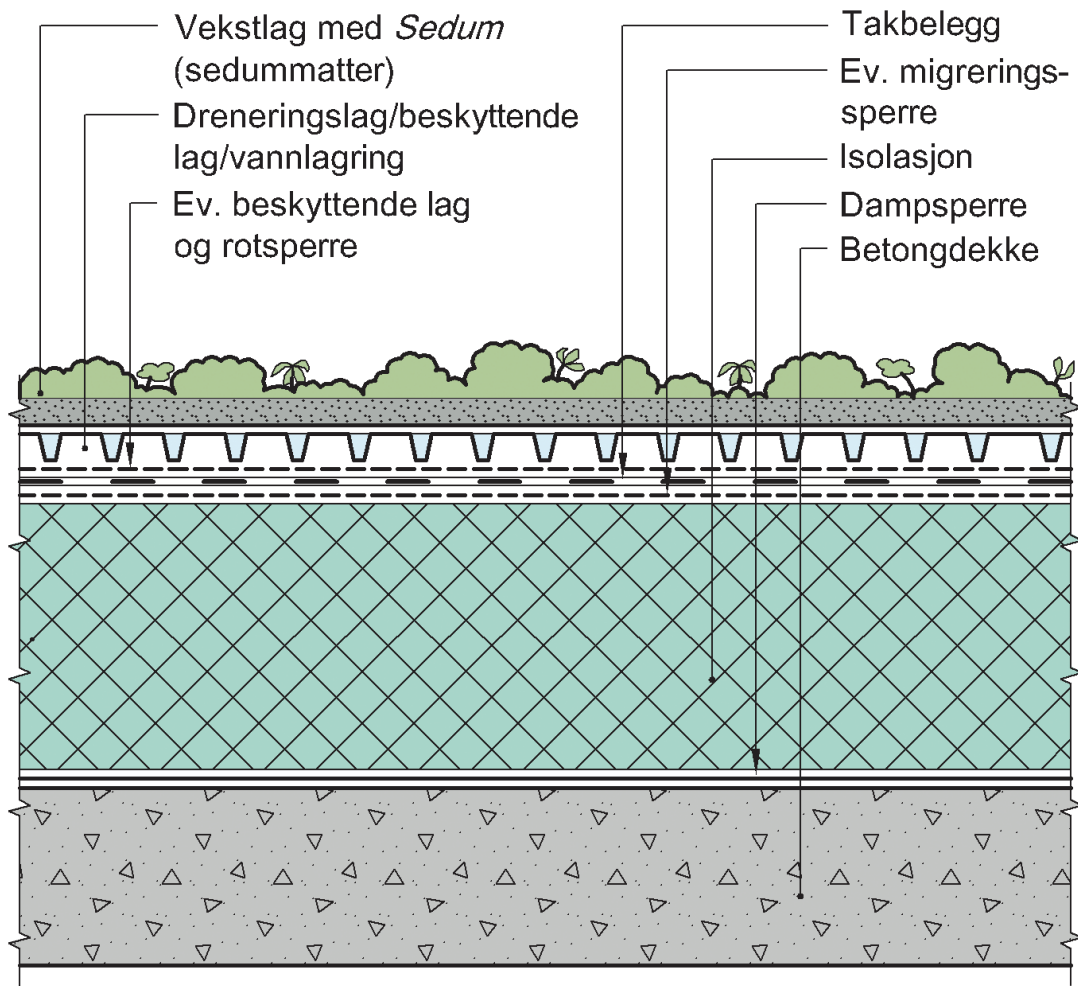 Vekstlag med Sedum
(sedummatter)
Dreneringslag/beskyttende
lag/vannlagring
Ev. beskyttende lag
og rotsperre
Takbelegg
Ev. migrerings-
sperre
Isolasjon
Dampsperre
Betongdekke